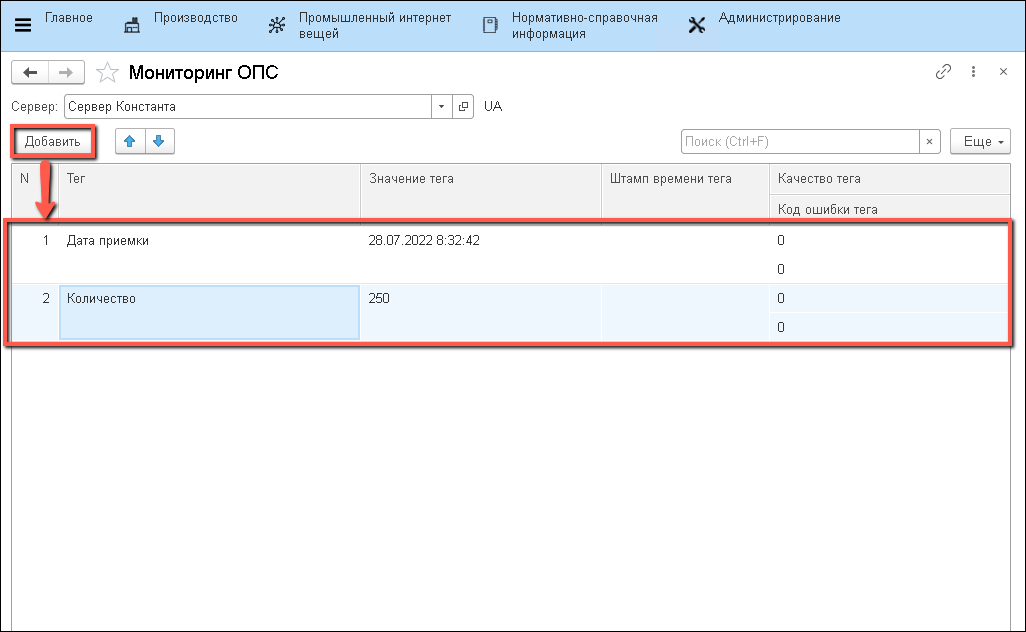 Главное
Производство
Промышленный интернет
вещей
Нормативно-справочная
информация
Администрирование
Мониторинг ОПС
Сервер: Сервер Константа UA
Добавить Поиск (Ctrl+F) × Еще
N Тег Значение тега Штамп времени тега Качество тега
Код ошибки тега
1 Дата приемки 28.07.2022 8:32:42 0
0
2 Количество 250 0
0